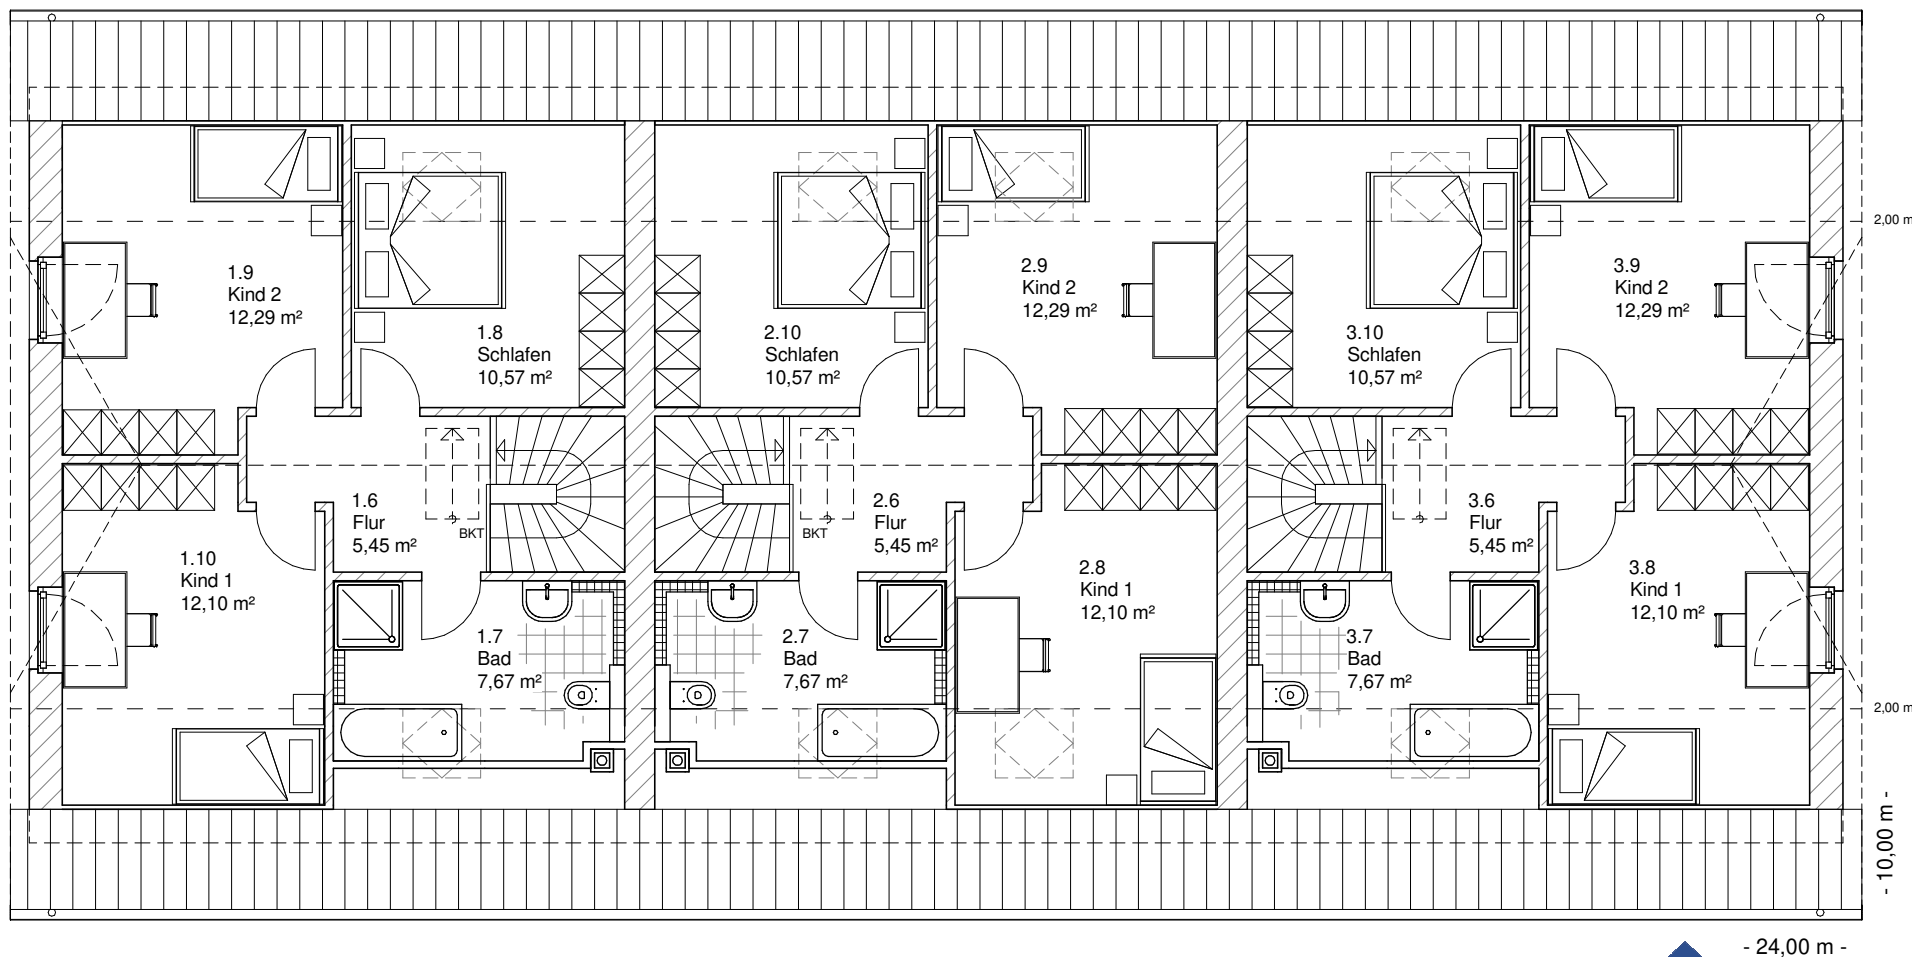 2,00 m
1.9
Kind 2
12,29 m²
1.8
Schlafen
10,57 m²
2.10
Schlafen
10,57 m²
2.9
Kind 2
12,29 m²
3.10
Schlafen
10,57 m²
3.9
Kind 2
12,29 m²
1.6
Flur
5,45 m²
BKT
BKT
2.6
Flur
5,45 m²
3.6
Flur
5,45 m²
1.10
Kind 1
12,10 m²
2.8
Kind 1
12,10 m²
3.8
Kind 1
12,10 m²
1.7
Bad
7,67 m²
2.7
Bad
7,67 m²
3.7
Bad
7,67 m²
2,00 m
- 10,00 m -
- 24,00 m -